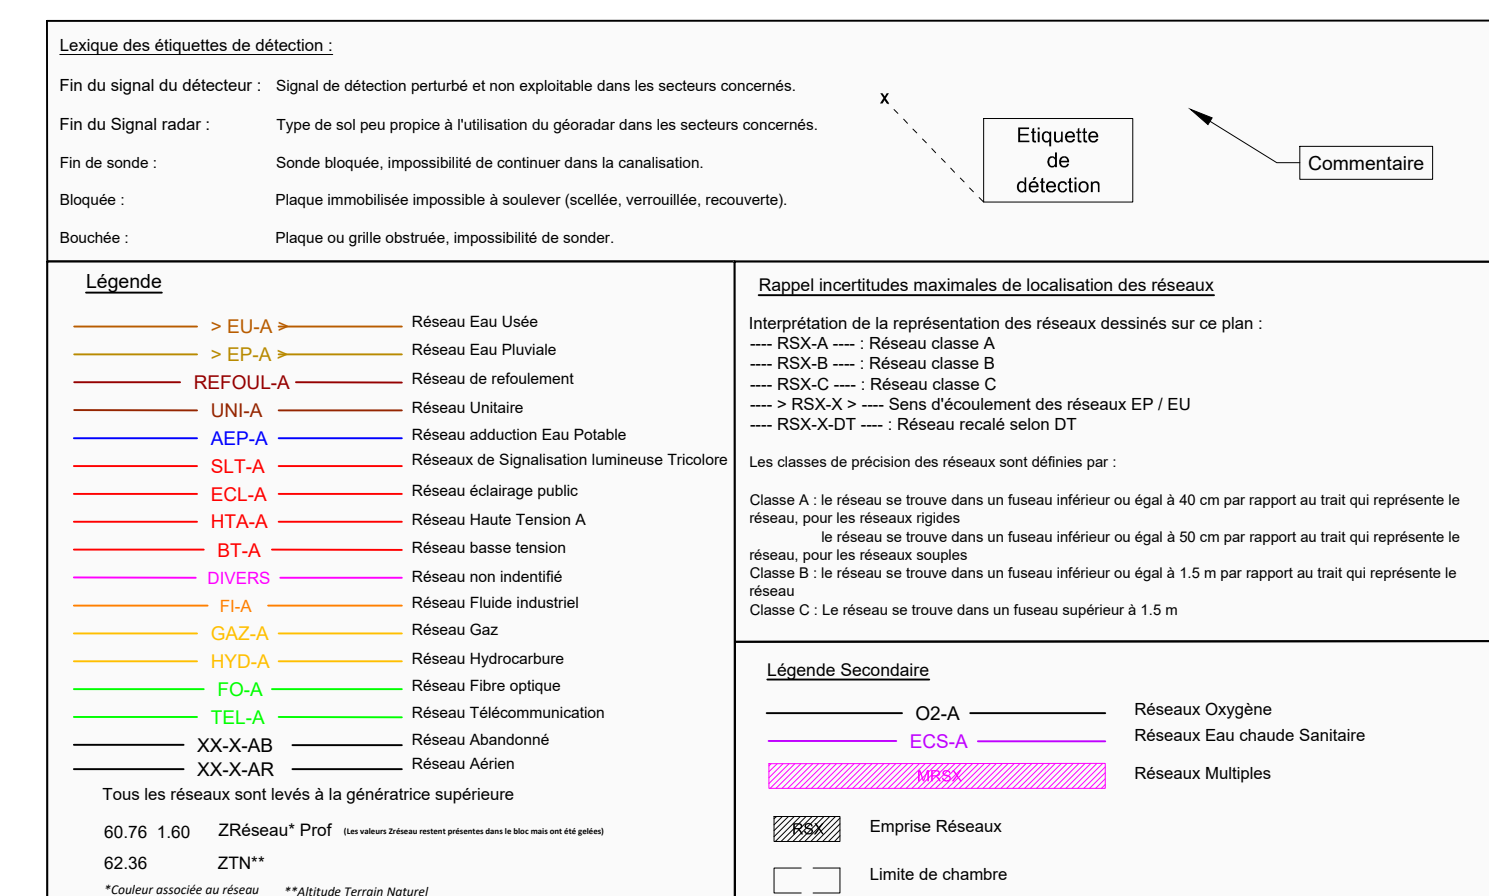 Lexique des étiquettes de détection :
Fin du signal du détecteur : Signal de détection perturbé et non exploitable dans les secteurs concernés.
Fin du Signal radar : Type de sol peu propice à l'utilisation du géoradar dans les secteurs concernés.
Fin de sonde : Sonde bloquée, impossibilité de continuer dans la canalisation.
Bloquée : Plaque immobilisée impossible à soulever (scellée, verrouillée, recouverte).
Bouchée : Plaque ou grille obstruée, impossibilité de sonder.
x
Etiquette
de
détection
Commentaire
Légende
> EU-A > Réseau Eau Usée
> EP-A > Réseau Eau Pluviale
REFOUL-A Réseau de refoulement
UNI-A Réseau Unitaire
AEP-A Réseau adduction Eau Potable
SLT-A Réseaux de Signalisation lumineuse Tricolore
ECL-A Réseau éclairage public
HTA-A Réseau Haute Tension A
BT-A Réseau basse tension
DIVERS Réseau non indentifié
FI-A Réseau Fluide industriel
GAZ-A Réseau Gaz
HYD-A Réseau Hydrocarbure
FO-A Réseau Fibre optique
TEL-A Réseau Télécommunication
XX-X-AB Réseau Abandonné
XX-X-AR Réseau Aérien
Tous les réseaux sont levés à la génératrice supérieure
60.76 1.60 ZRéseau* Prof (Les valeurs Zréseau restent présentes dans le bloc mais ont été gelées)
62.36 ZTN**
*Couleur associée au réseau **Altitude Terrain Naturel
Rappel incertitudes maximales de localisation des réseaux
Interprétation de la représentation des réseaux dessinés sur ce plan :
---- RSX-A ---- : Réseau classe A
---- RSX-B ---- : Réseau classe B
---- RSX-C ---- : Réseau classe C
---- > RSX-X > ---- Sens d'écoulement des réseaux EP / EU
---- RSX-X-DT ---- : Réseau recalé selon DT
Les classes de précision des réseaux sont définies par :
Classe A : le réseau se trouve dans un fuseau inférieur ou égal à 40 cm par rapport au trait qui représente le
réseau, pour les réseaux rigides
le réseau se trouve dans un fuseau inférieur ou égal à 50 cm par rapport au trait qui représente le
réseau, pour les réseaux souples
Classe B : le réseau se trouve dans un fuseau inférieur ou égal à 1.5 m par rapport au trait qui représente le
réseau
Classe C : Le réseau se trouve dans un fuseau supérieur à 1.5 m
Légende Secondaire
O2-A Réseaux Oxygène
ECS-A Réseaux Eau chaude Sanitaire
MRSX Réseaux Multiples
RSX Emprise Réseaux
Limite de chambre